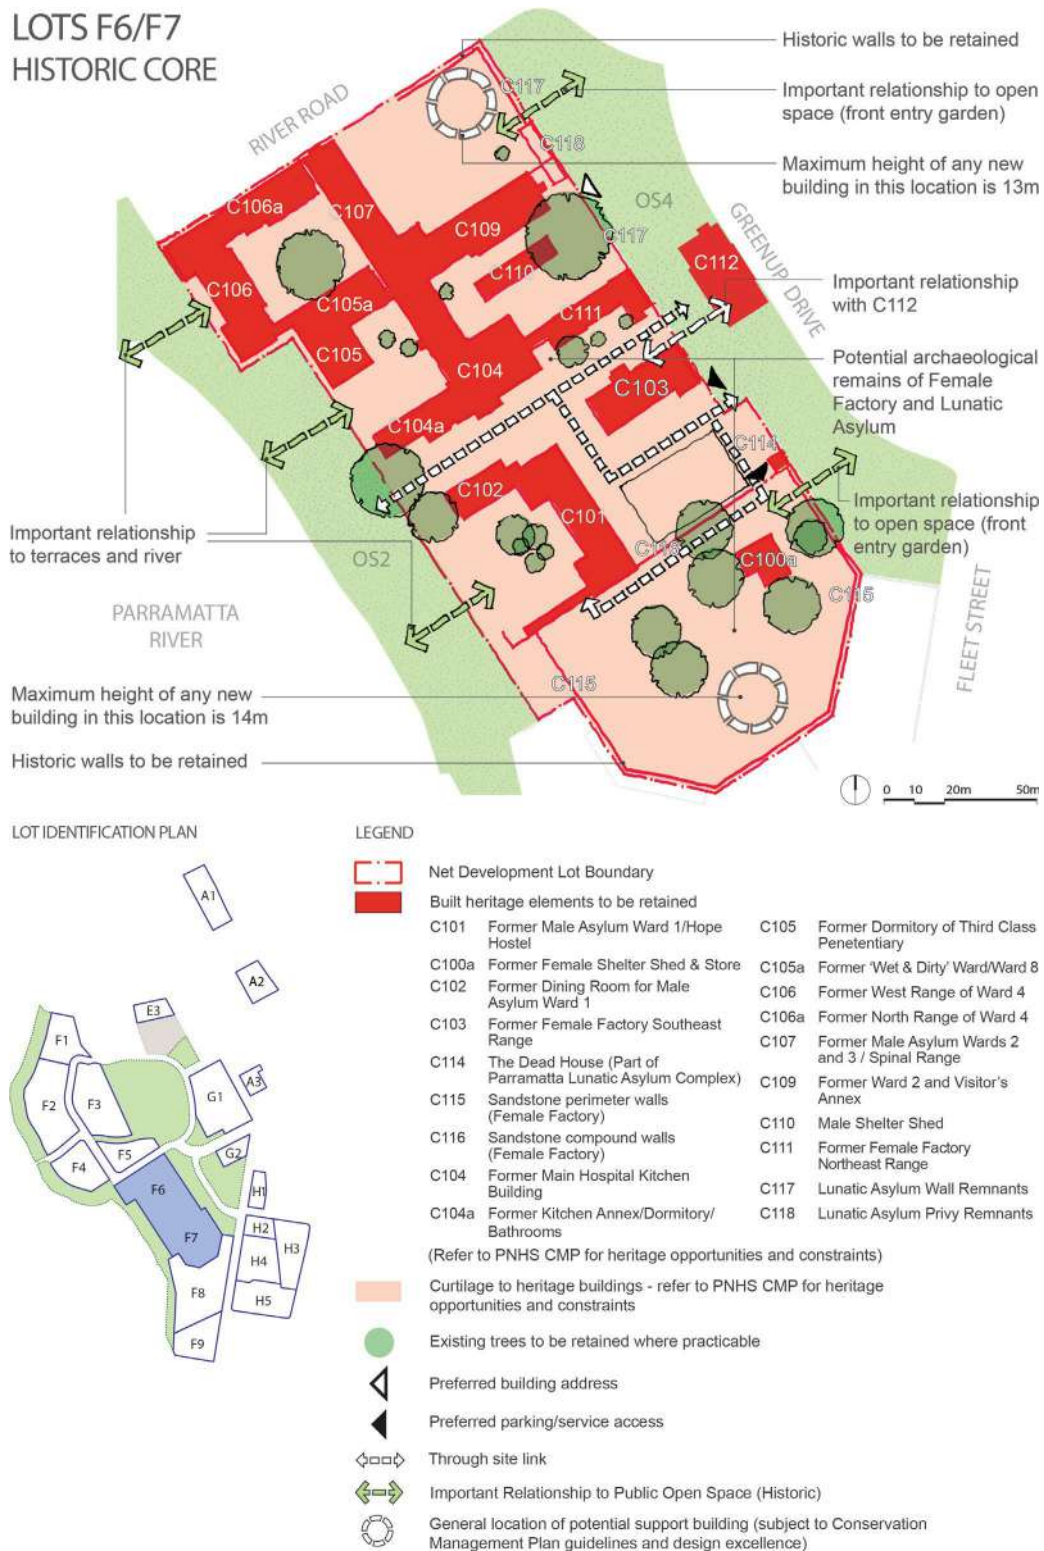 LOTS F6/F7
HISTORIC CORE
RIVER ROAD
Historic walls to be retained
Important relationship to open
space (front entry garden)
Maximum height of any new
building in this location is 13m
C117
C118
C106a
C107
OS4
GREENUP DRIVE
C109
C117
C112
C110
C106
C105a
C111
Important relationship
with C112
C105
C104
C103
Potential archaeological
remains of Female
Factory and Lunatic
Asylum
C104a
C114
C102
C101
Important relationship
to open space (front
entry garden)
Important relationship
to terraces and river
OS2
C116
C100a
C115
PARRAMATTA
RIVER
FLEET STREET
C115
Maximum height of any new
building in this location is 14m
Historic walls to be retained
0 10 20m 50m
LOT IDENTIFICATION PLAN
A1
A2
E3
F1
A3
G1
F2
F3
F5
G2
F4
F6
H1
F7
H2
H3
H4
F8
H5
F9
LEGEND
Net Development Lot Boundary
Built heritage elements to be retained
C101 Former Male Asylum Ward 1/Hope
Hostel
C100a Former Female Shelter Shed & Store
C102 Former Dining Room for Male
Asylum Ward 1
C103 Former Female Factory Southeast
Range
C114 The Dead House (Part of
Parramatta Lunatic Asylum Complex)
C115 Sandstone perimeter walls
(Female Factory)
C116 Sandstone compound walls
(Female Factory)
C104 Former Main Hospital Kitchen
Building
C104a Former Kitchen Annex/Dormitory/
Bathrooms
C105 Former Dormitory of Third Class
Penetentiary
C105a Former 'Wet & Dirty' Ward/Ward 8
C106 Former West Range of Ward 4
C106a Former North Range of Ward 4
C107 Former Male Asylum Wards 2
and 3 / Spinal Range
C109 Former Ward 2 and Visitor's
Annex
C110 Male Shelter Shed
C111 Former Female Factory
Northeast Range
C117 Lunatic Asylum Wall Remnants
C118 Lunatic Asylum Privy Remnants
(Refer to PNHS CMP for heritage opportunities and constraints)
Curtilage to heritage buildings - refer to PNHS CMP for heritage
opportunities and constraints
Existing trees to be retained where practicable
Preferred building address
Preferred parking/service access
Through site link
Important Relationship to Public Open Space (Historic)
General location of potential support building (subject to Conservation
Management Plan guidelines and design excellence)